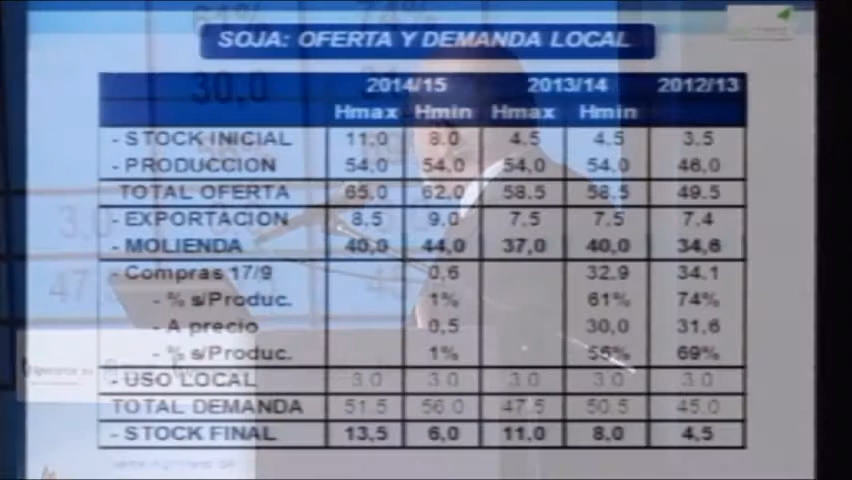 SOJA: OFERTA Y DEMANDA LOCAL
2014/15 2013/14 2012/13
Hmax Hmin Hmax Hmin
- STOCK INICIAL 11,0 8.0 4.5 4.5 3.5
- PRODUCCION 54,0 54,0 54,0 54.0 46,0
TOTAL OFERTA 65,0 62,0 58.5 58,5 49.5
- EXPORTACION 8,5 9,0 7,5 7,5 7,4
- MOLIENDA 40,0 44,0 37,0 40,0 34,6
- Compras 17/9 0,6 32.9 34.1
- % s/Produc. 1% 61% 74%
- A precio 0,5 30,0 31,6
- % s/Produc. 1% 55% 69%
- USO LOCAL 3.0 3.0 3.0 3.0 3.0
TOTAL DEMANDA 51.5 56.0 47.5 50.5 45.0
- STOCK FINAL 13,5 6,0 11,0 8,0 4,5